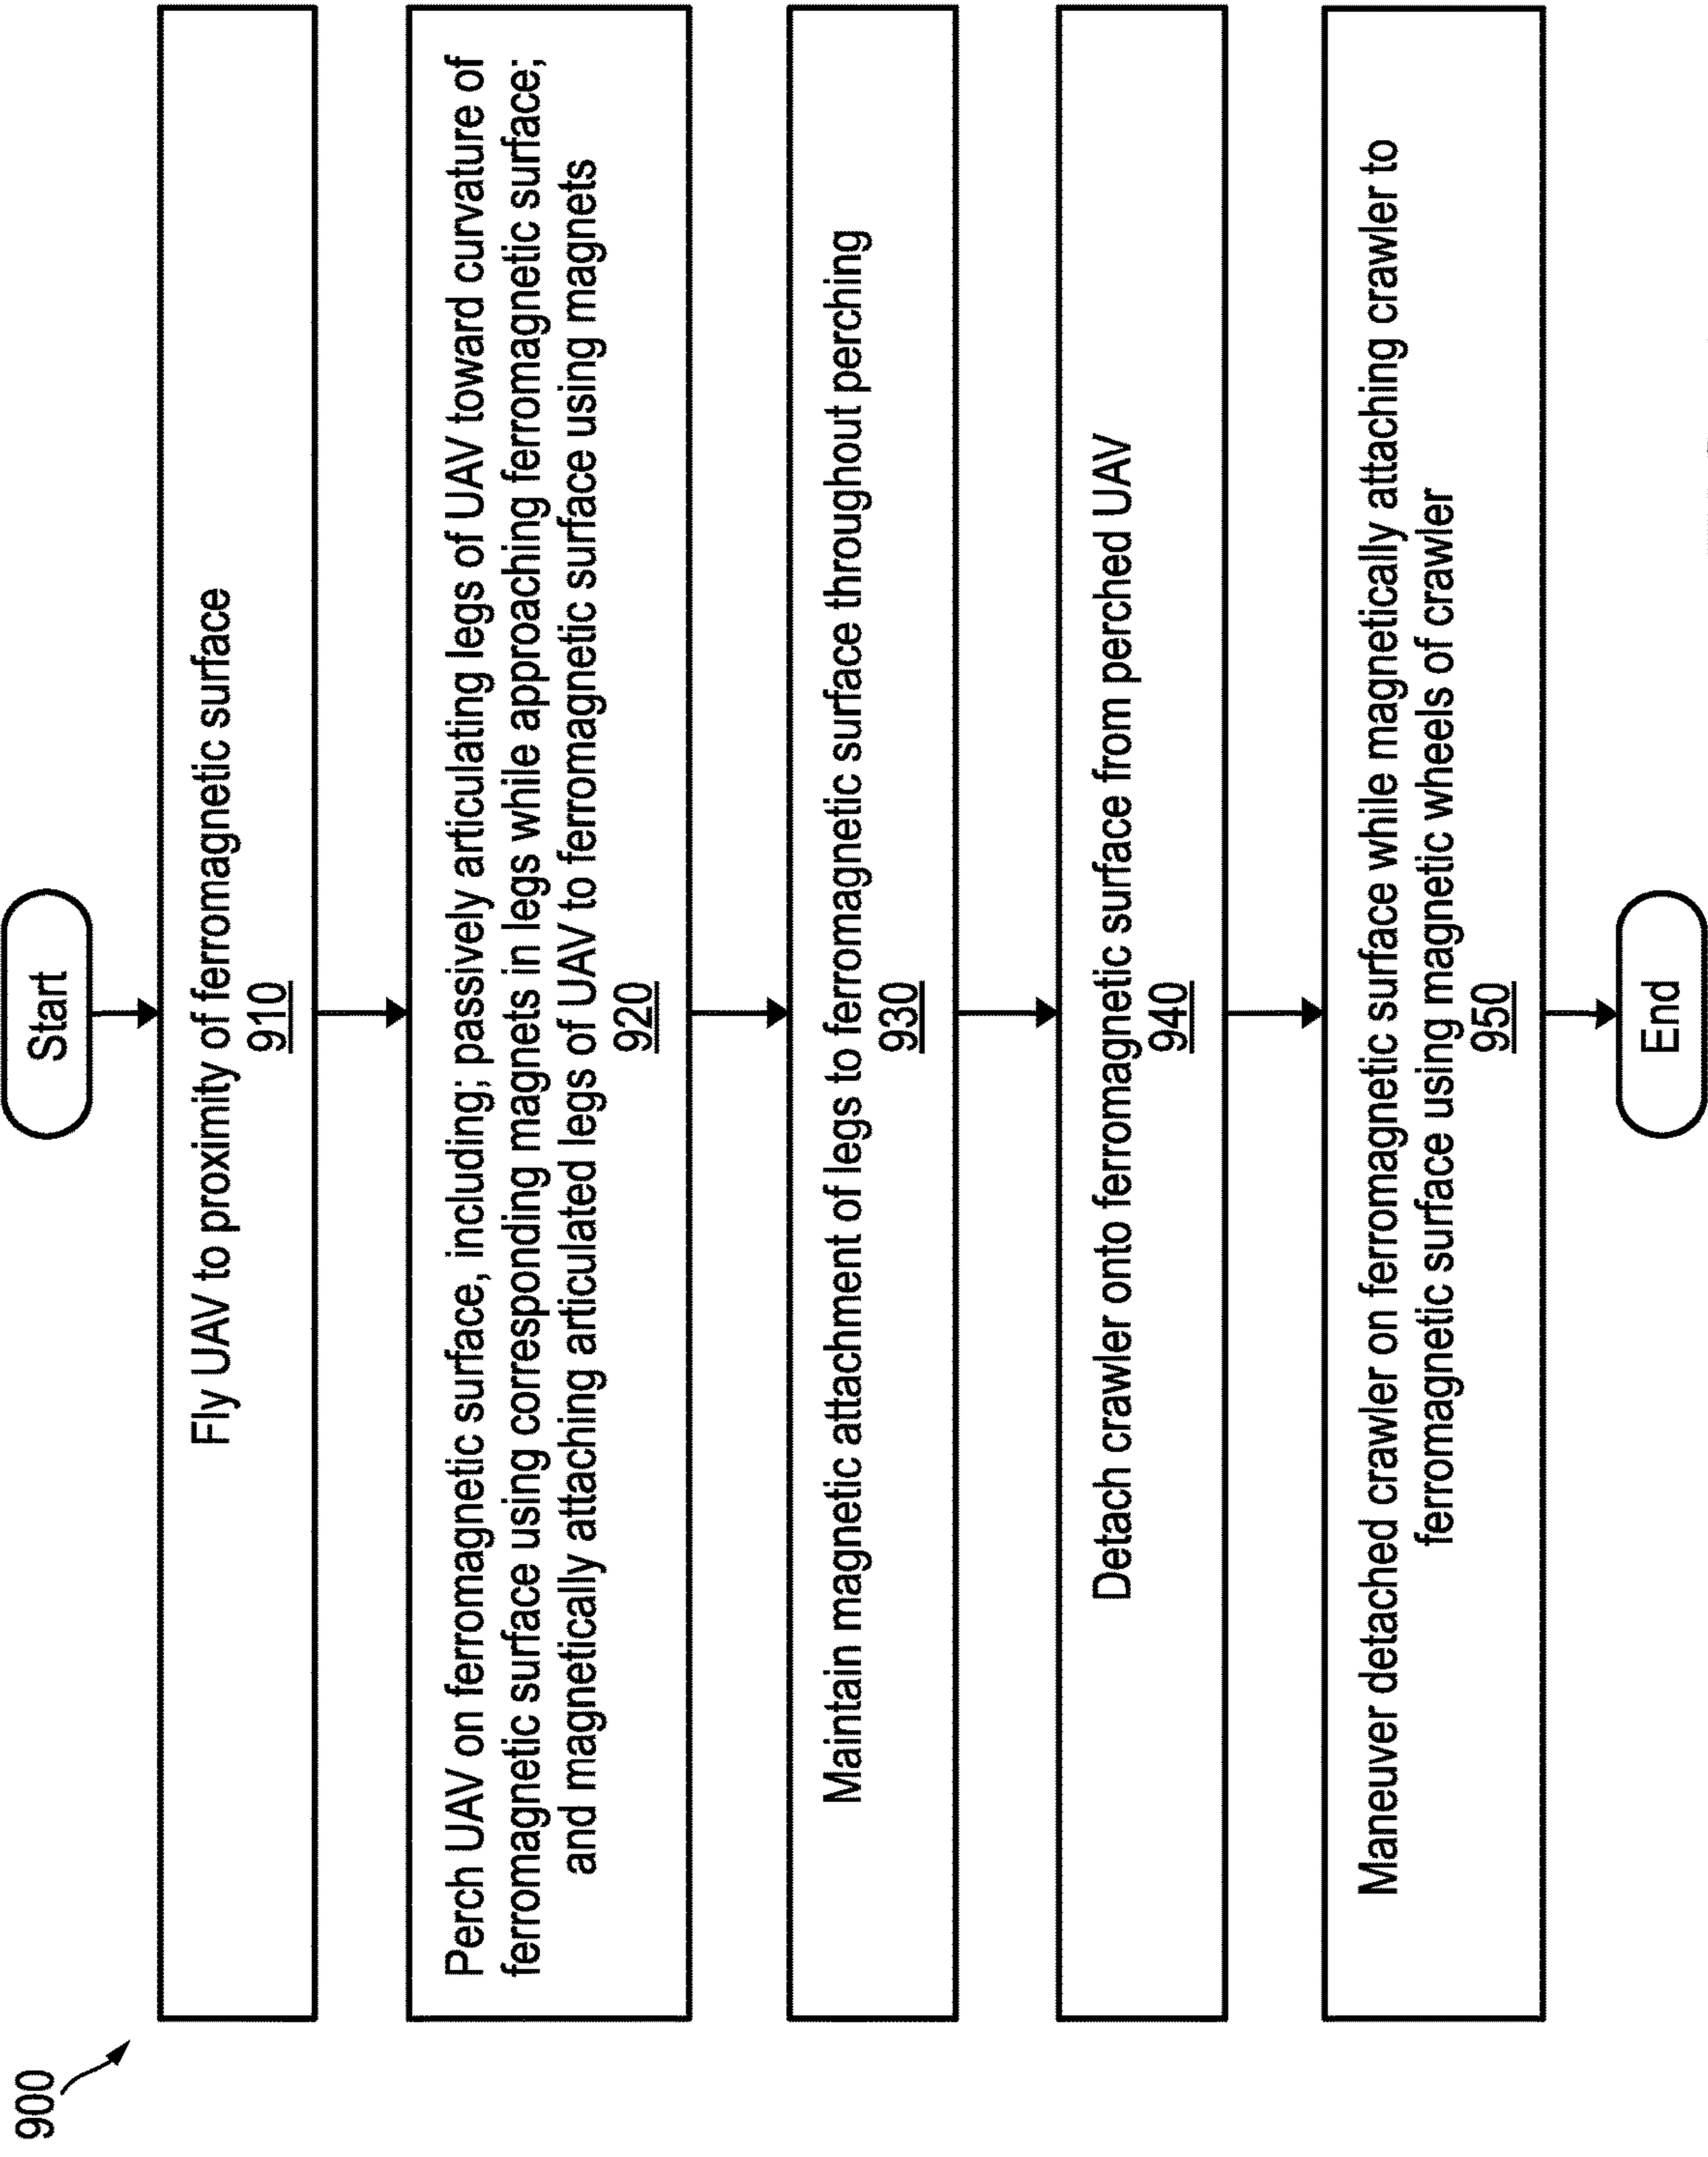 900
Start
Fly UAV to proximity of ferromagnetic surface
910
Perch UAV on ferromagnetic surface, including; passively articulating legs of UAV toward curvature of
ferromagnetic surface using corresponding magnets in legs while approaching ferromagnetic surface;
and magnetically attaching articulated legs of UAV to ferromagnetic surface using magnets
920
Maintain magnetic attachment of legs to ferromagnetic surface throughout perching
930
Detach crawler onto ferromagnetic surface from perched UAV
940
Maneuver detached crawler on ferromagnetic surface while magnetically attaching crawler to
ferromagnetic surface using magnetic wheels of crawler
950
End